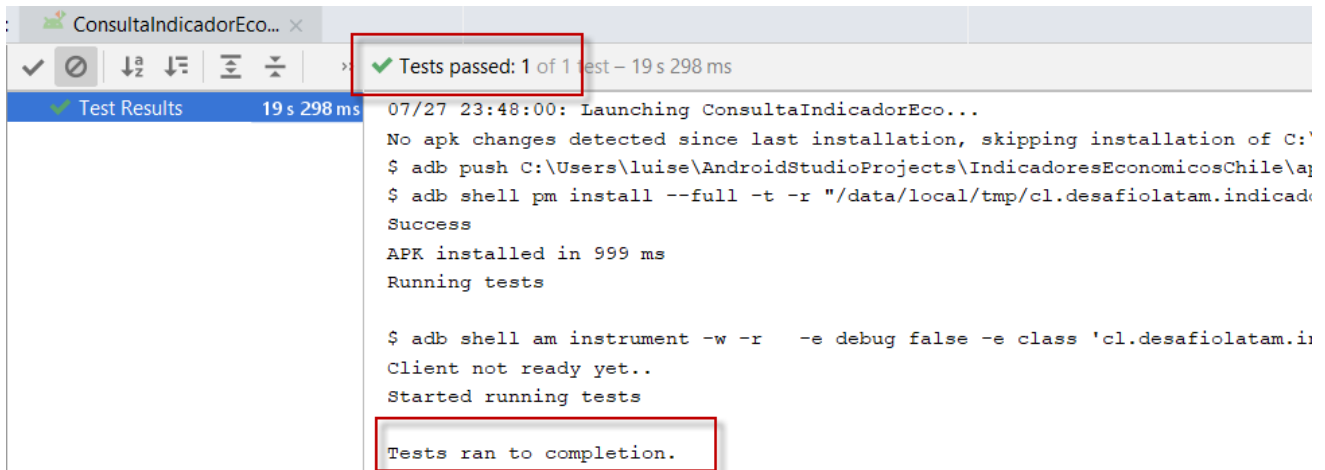 : ConsultaIndicadorEco... ×
» Tests passed: 1 of 1 test – 19 s 298 ms
Test Results 19 s 298 ms
07/27 23:48:00: Launching ConsultaIndicadorEco...
No apk changes detected since last installation, skipping installation of C:\
$ adb push C:\Users\luise\AndroidStudioProjects\IndicadoresEconomicosChile\ap
$ adb shell pm install --full -t -r "/data/local/tmp/cl.desafiolatam.indicado
Success
APK installed in 999 ms
Running tests
$ adb shell am instrument -w -r   -e debug false -e class 'cl.desafiolatam.in
Client not ready yet..
Started running tests
Tests ran to completion.